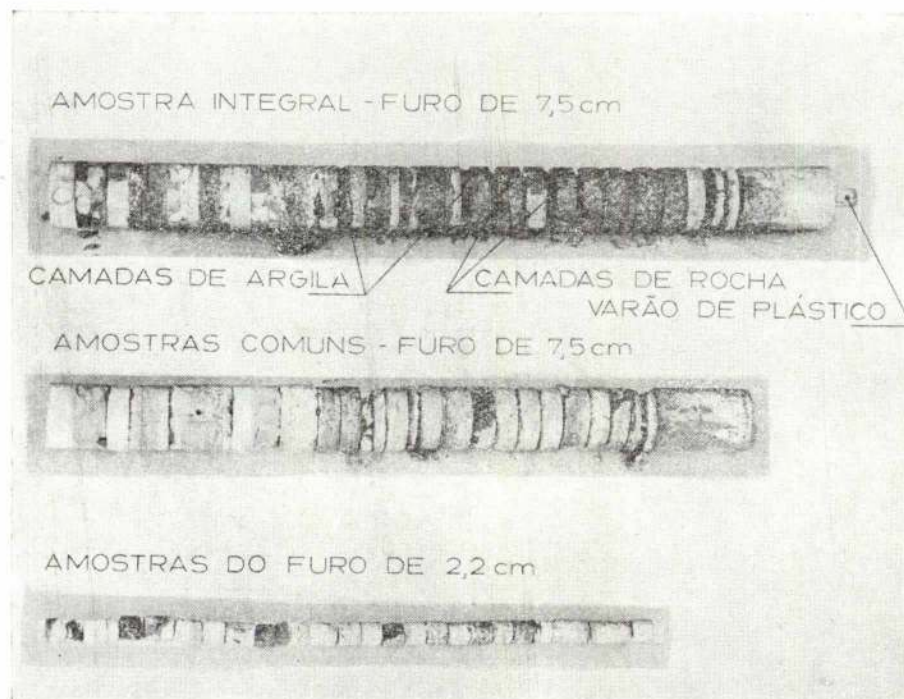 AMOSTRA INTEGRAL - FURO DE 7,5 cm
CAMADAS DE ARGILA
CAMADAS DE ROCHA
VARÃO DE PLÁSTICO
AMOSTRAS COMUNS - FURO DE 7,5 cm
AMOSTRAS DO FURO DE 2,2 cm